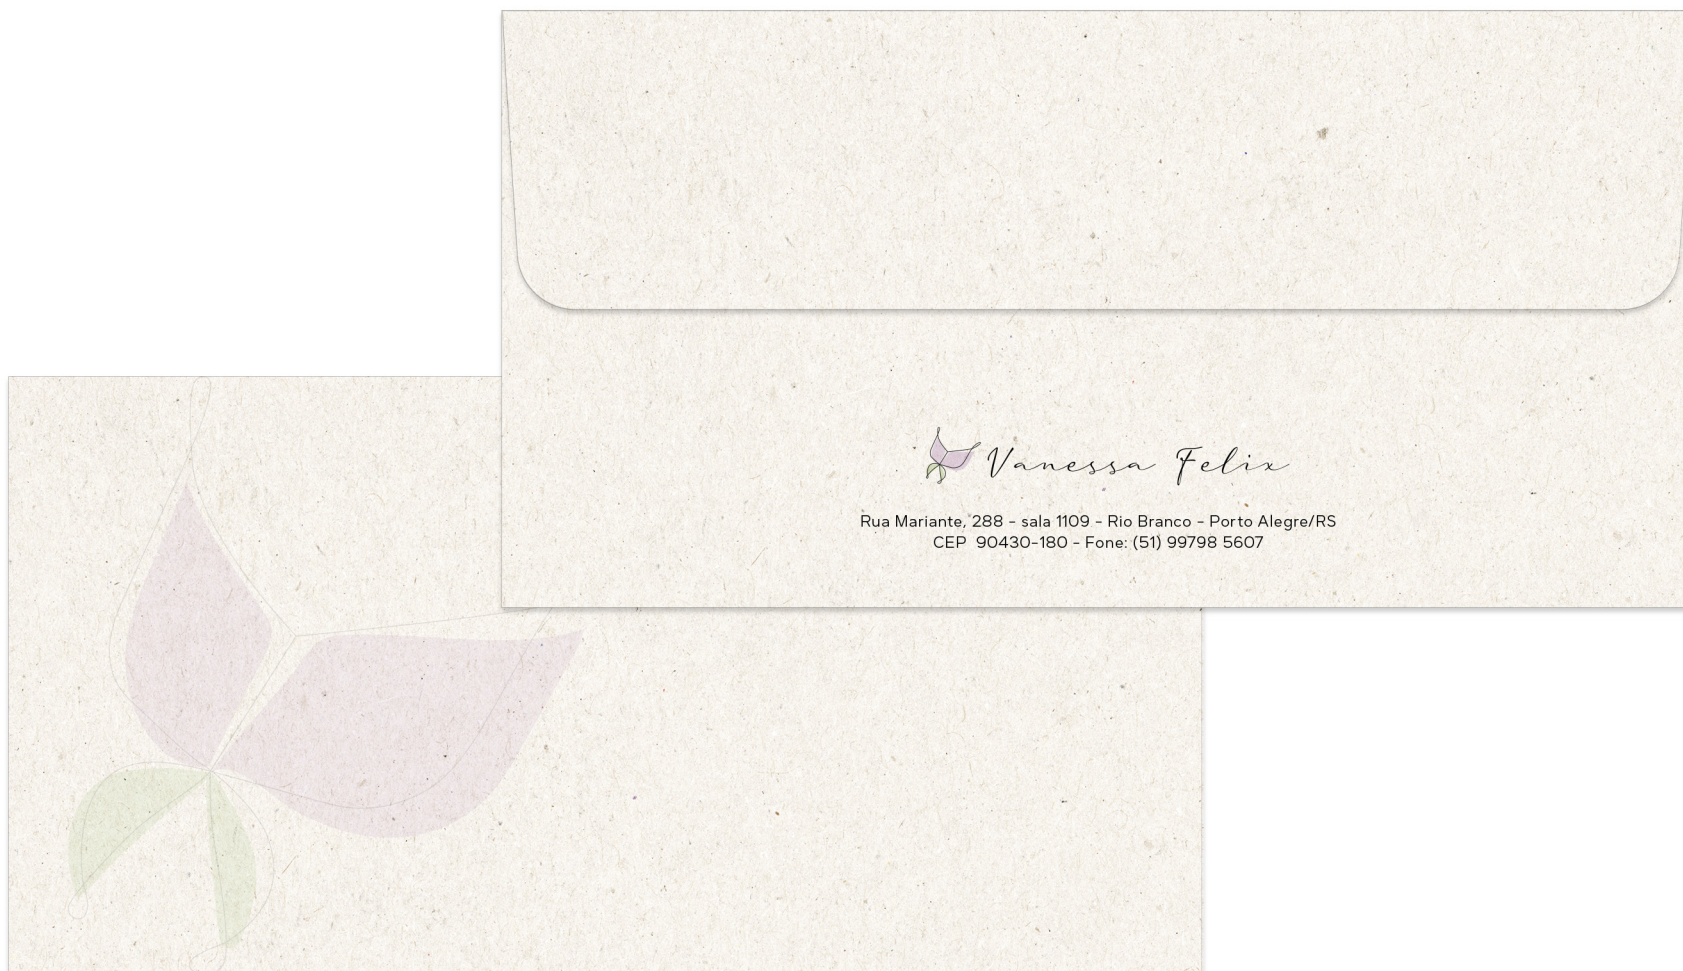 Vanessa Felix
Rua Mariante, 288 - sala 1109 - Rio Branco - Porto Alegre/RS
CEP  90430-180 - Fone: (51) 99798 5607